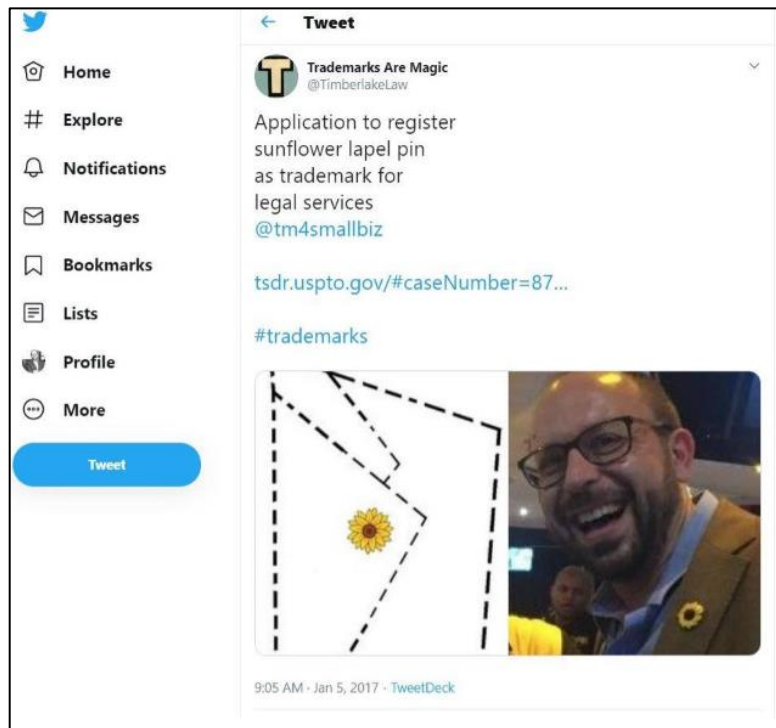 Tweet
Home
Explore
Notifications
Messages
Bookmarks
Lists
Profile
More
Tweet
Trademarks Are Magic
@TimberlakeLaw
Application to register
sunflower lapel pin
as trademark for
legal services
@tm4smallbiz
tsdr.uspto.gov/#caseNumber=87...
#trademarks
T
9:05 AM · Jan 5, 2017 · TweetDeck